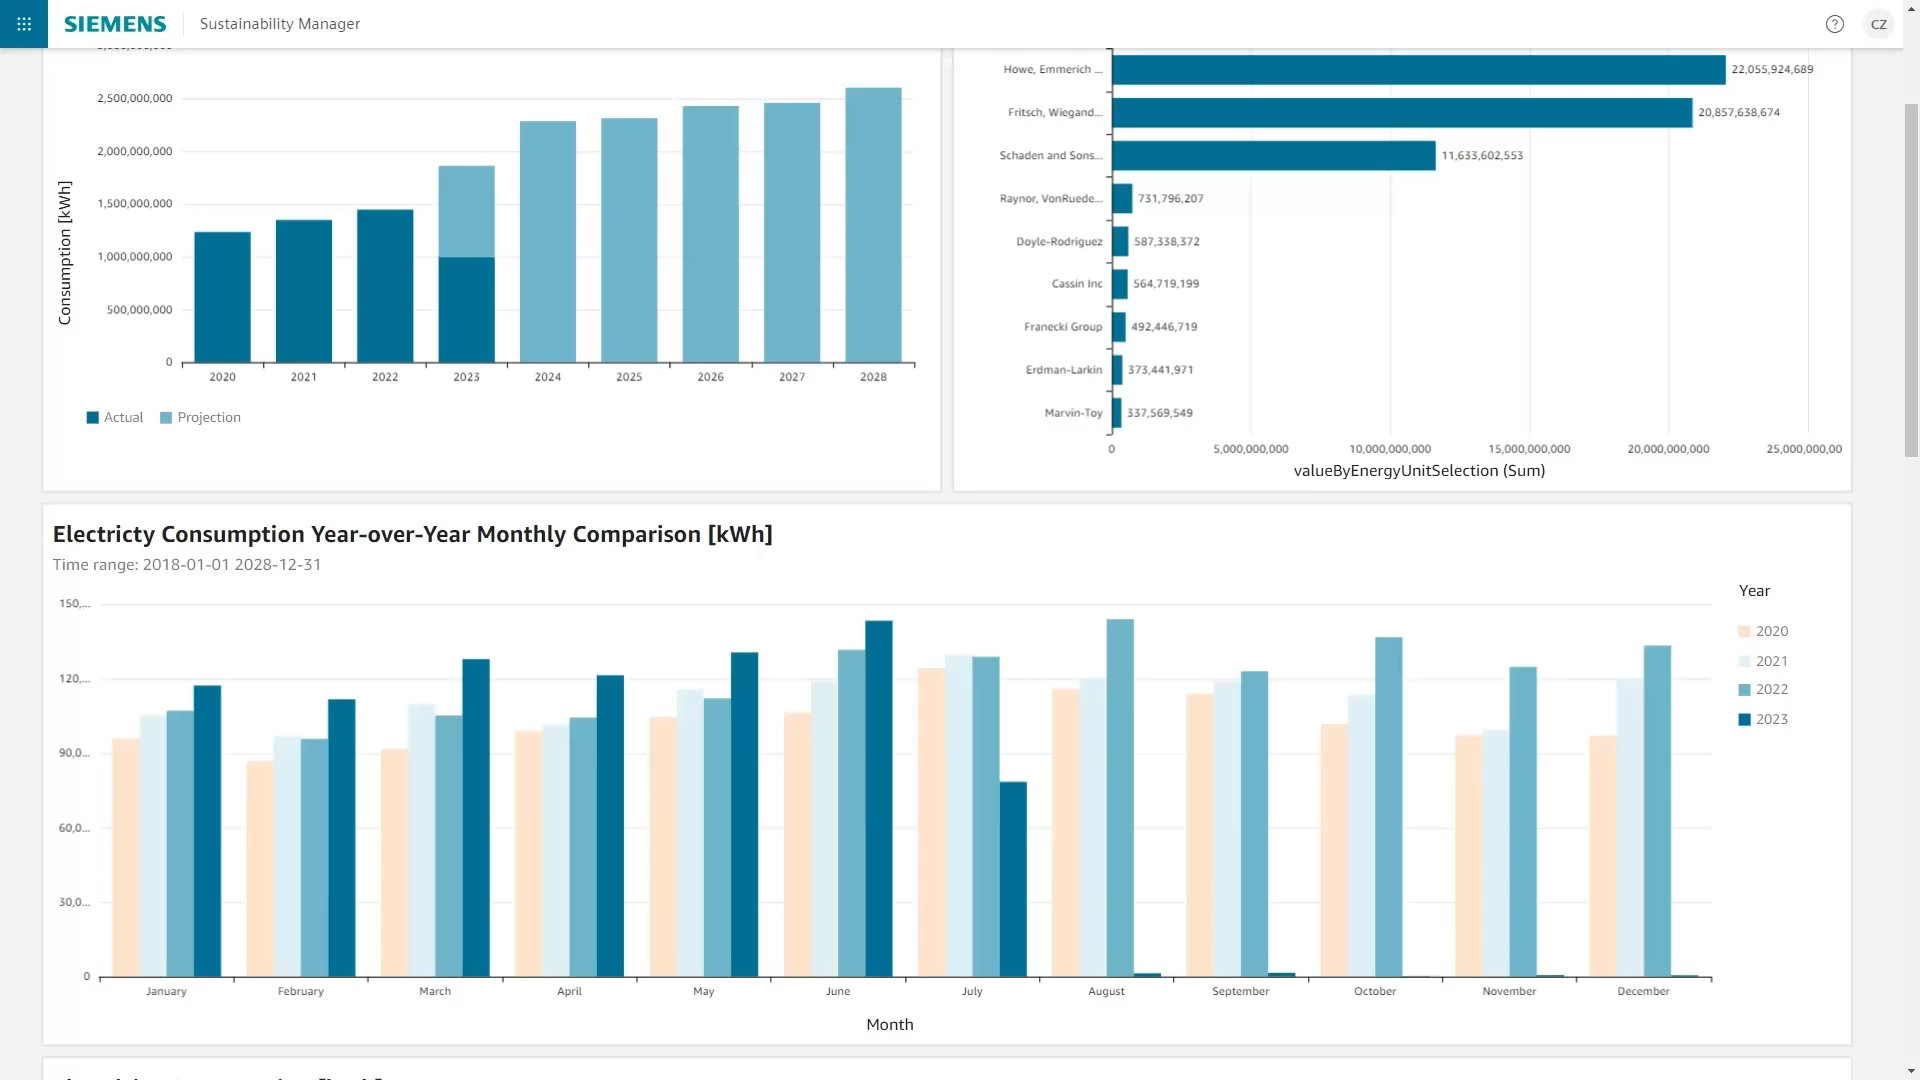 SIEMENS Sustainability Manager
CZ
2,500,000,000
2,000,000,000
1,500,000,000
1,000,000,000
500,000,000
0
Consumption [kWh]
2020 2021 2022 2023 2024 2025 2026 2027 2028
Actual Projection
Howe, Emmerich ... 22,055,924,689
Fritsch, Wiegand... 20,857,638,674
Schaden and Sons... 11,633,602,553
Raynor, VonRuede... 731,796,207
Doyle-Rodriguez 587,338,372
Cassin Inc 564,719,199
Franecki Group 492,446,719
Erdman-Larkin 373,441,971
Marvin-Toy 337,569,549
0 5,000,000,000 10,000,000,000 15,000,000,000 20,000,000,000 25,000,000,00
valueByEnergyUnitSelection (Sum)
Electricty Consumption Year-over-Year Monthly Comparison [kWh]
Time range: 2018-01-01 2028-12-31
150,...
120,...
90,0...
60,0...
30,0...
0
January February March April May June July August September October November December
Month
Year
2020
2021
2022
2023